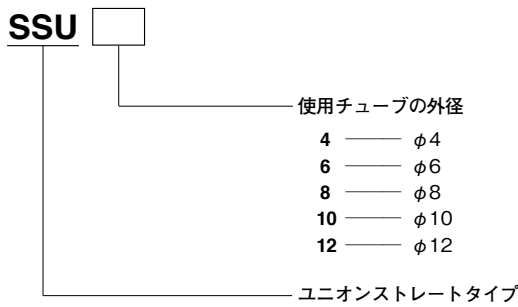 SSU
使用チューブの外径
4 ——— φ4
6 ——— φ6
8 ——— φ8
10 ——— φ10
12 ——— φ12
ユニオンストレートタイプ